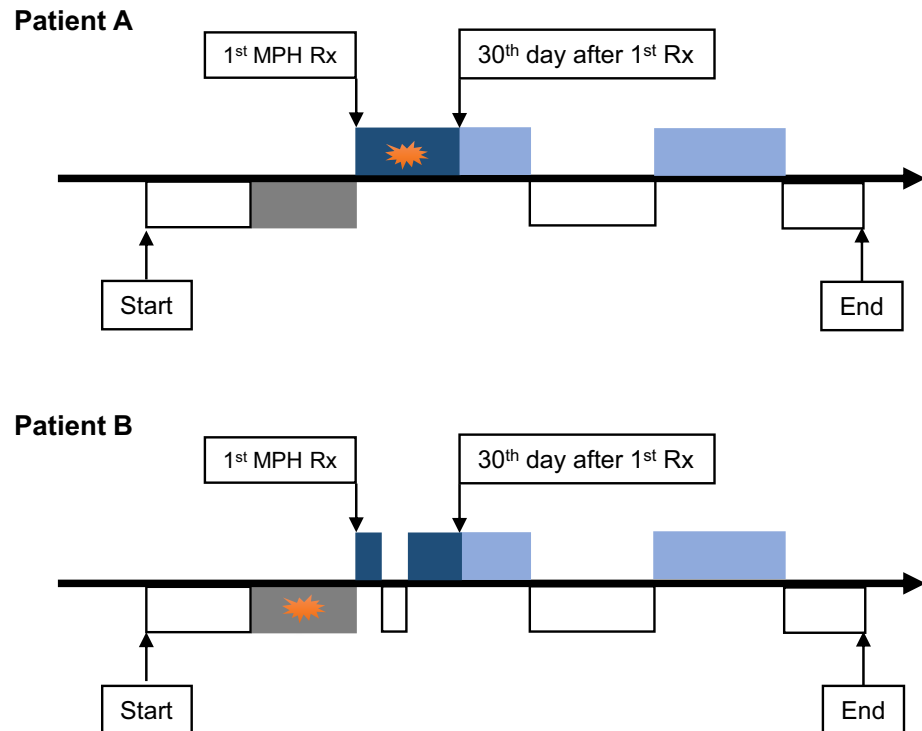 Patient A
1st MPH Rx
30th day after 1st Rx
Start
End
Patient B
1st MPH Rx
30th day after 1st Rx
Start
End